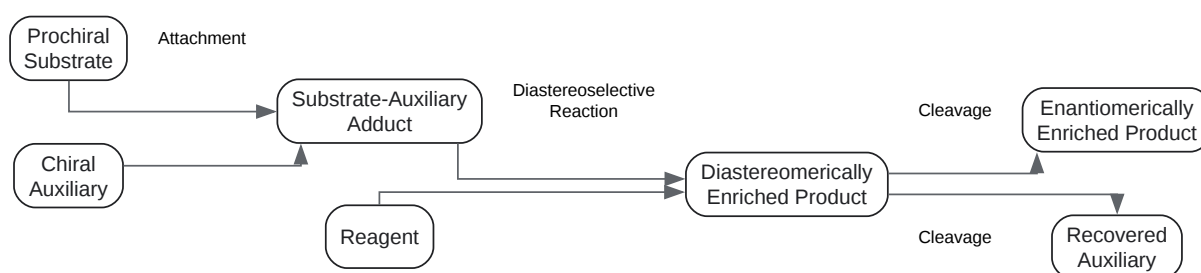 Prochiral
Substrate
Attachment
Chiral
Auxiliary
Substrate-Auxiliary
Adduct
Diastereoselective
Reaction
Reagent
Diastereomerically
Enriched Product
Cleavage
Enantiomerically
Enriched Product
Cleavage
Recovered
Auxiliary